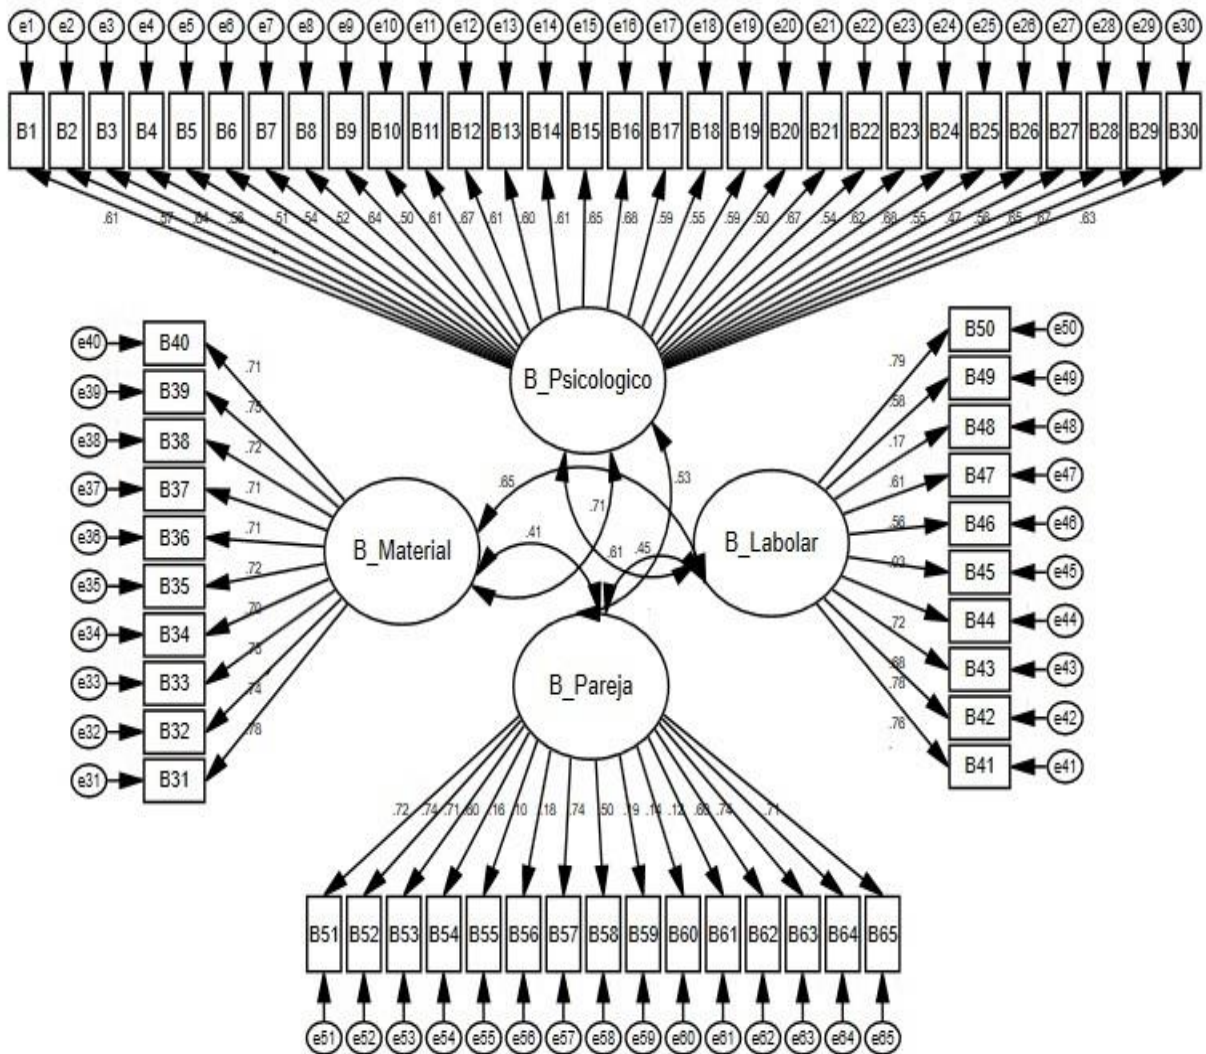 e1 e2 e3 e4 e5 e6 e7 e8 e9 e10 e11 e12 e13 e14 e15 e16 e17 e18 e19 e20 e21 e22 e23 e24 e25 e26 e27 e28 e29 e30
B1 B2 B3 B4 B5 B6 B7 B8 B9 B10 B11 B12 B13 B14 B15 B16 B17 B18 B19 B20 B21 B22 B23 B24 B25 B26 B27 B28 B29 B30
.61 .57 .64 .58 .51 .54 .52 .64 .50 .61 .67 .61 .60 .61 .65 .68 .59 .55 .59 .50 .67 .54 .62 .68 .55 .47 .56 .65 .67 .63
B_Psicologico
e40 B40 .71
e39 B39 .75
e38 B38 .72
e37 B37 .71
e36 B36 .71
e35 B35 .72
e34 B34 .70
e33 B33
e32 B32 .74
e31 B31 .78
B_Material
.65 .71 .53
.41 .61 .45
B_Labolar
.79 B50 e50
.58 B49 e49
.17 B48 e48
.61 B47 e47
B46 e46
B45 e45
B44 e44
.72 B43 e43
.68 B42 e42
.78
.76 B41 e41
B_Pareja
.72 .74 .71 .60 .16 .10 .18 .74 .50 .19 .14 .12 .74 .71
B51 B52 B53 B54 B55 B56 B57 B58 B59 B60 B61 B62 B63 B64 B65
e51 e52 e53 e54 e55 e56 e57 e58 e59 e60 e61 e62 e63 e64 e65